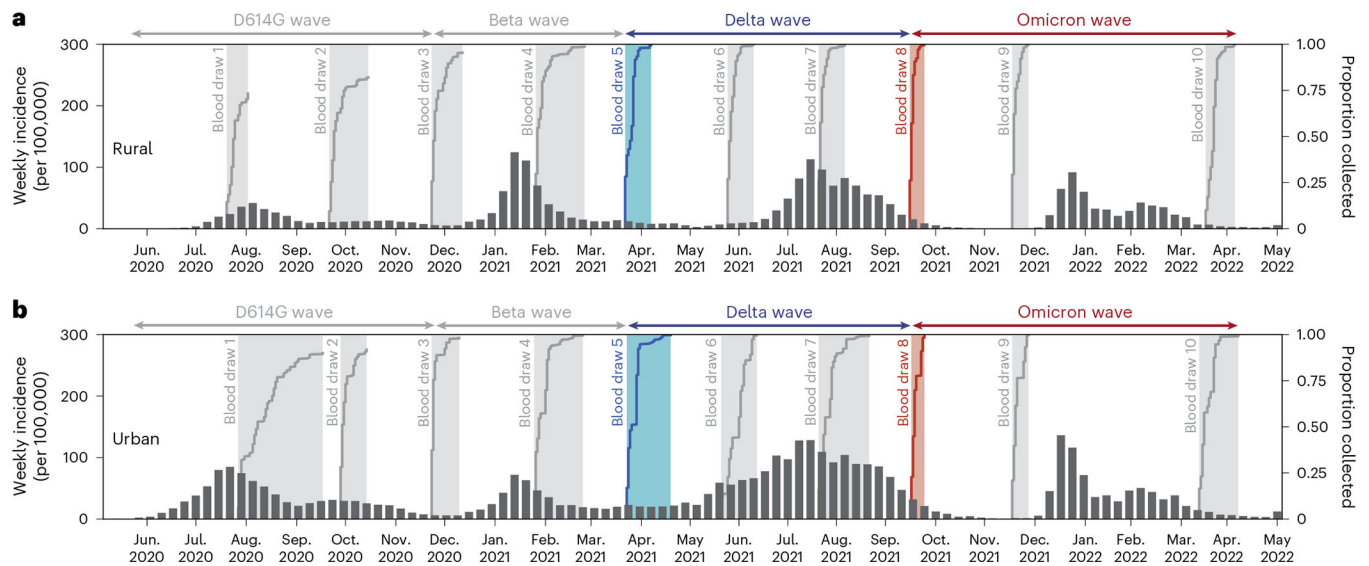 a
D614G wave
Beta wave
Delta wave
Omicron wave
Weekly incidence
(per 100,000)
300
200
100
0
Rural
Blood draw 1
Blood draw 2
Blood draw 3
Blood draw 4
Blood draw 5
Blood draw 6
Blood draw 7
Blood draw 8
Blood draw 9
Blood draw 10
1.00
0.75
0.50
0.25
0
Proportion collected
Jun. Jul. Aug. Sep. Oct. Nov. Dec. Jan. Feb. Mar. Apr. May Jun. Jul. Aug. Sep. Oct. Nov. Dec. Jan. Feb. Mar. Apr. May
2020 2020 2020 2020 2020 2020 2020 2021 2021 2021 2021 2021 2021 2021 2021 2021 2021 2021 2021 2022 2022 2022 2022 2022
b
D614G wave
Beta wave
Delta wave
Omicron wave
Weekly incidence
(per 100,000)
300
200
100
0
Urban
Blood draw 1
Blood draw 2
Blood draw 3
Blood draw 4
Blood draw 5
Blood draw 6
Blood draw 7
Blood draw 8
Blood draw 9
Blood draw 10
1.00
0.75
0.50
0.25
0
Proportion collected
Jun. Jul. Aug. Sep. Oct. Nov. Dec. Jan. Feb. Mar. Apr. May Jun. Jul. Aug. Sep. Oct. Nov. Dec. Jan. Feb. Mar. Apr. May
2020 2020 2020 2020 2020 2020 2020 2021 2021 2021 2021 2021 2021 2021 2021 2021 2021 2021 2021 2022 2022 2022 2022 2022